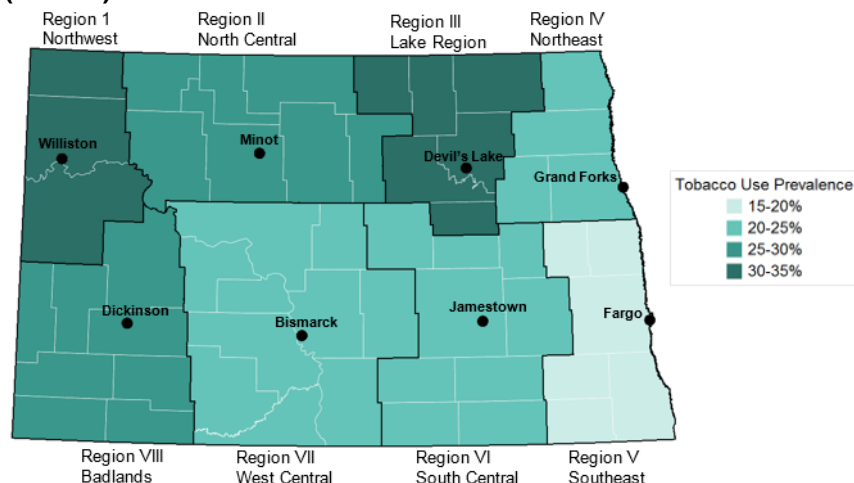 Region 1
Northwest
Region II
North Central
Region III
Lake Region
Region IV
Northeast
Williston
Minot
Devil's Lake
Grand Forks
Tobacco Use Prevalence
15-20%
20-25%
25-30%
30-35%
Dickinson
Bismarck
Jamestown
Fargo
Region VIII
Badlands
Region VII
West Central
Region VI
South Central
Region V
Southeast